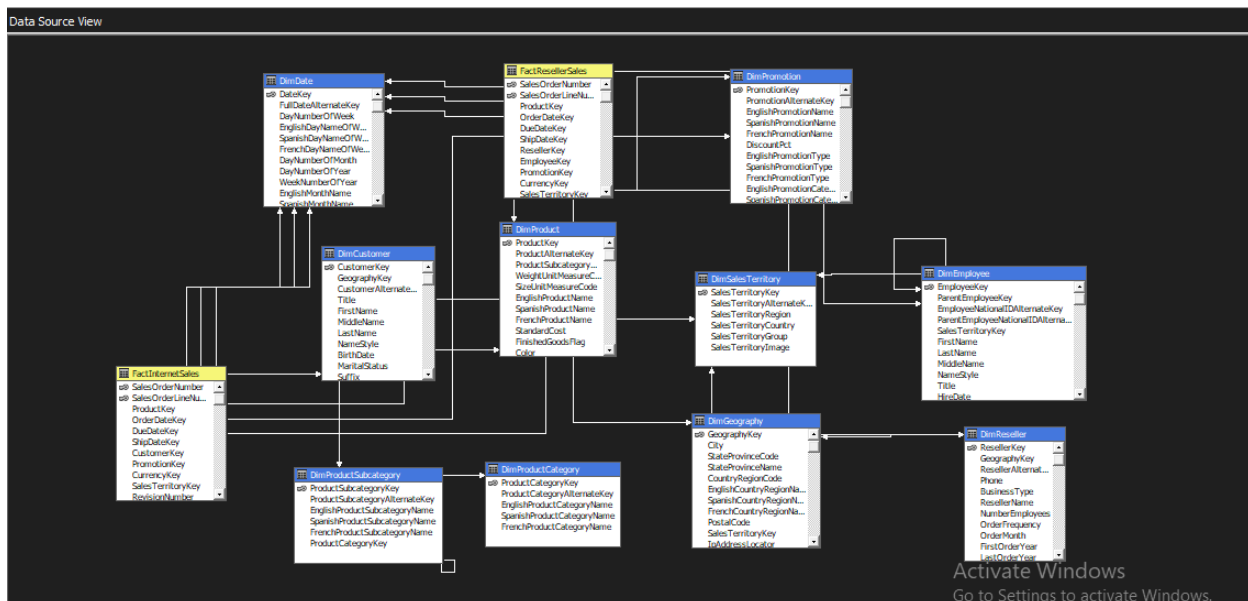 Data Source View
DimDate
DateKey
FullDateAlternateKey
DayNumberOfWeek
EnglishDayNameOfW...
SpanishDayNameOfW...
FrenchDayNameOfWe...
DayNumberOfMonth
DayNumberOfYear
WeekNumberOfYear
EnglishMonthName
SpanishMonthName
FactResellerSales
SalesOrderNumber
SalesOrderLineNu...
ProductKey
OrderDateKey
DueDateKey
ShipDateKey
ResellerKey
EmployeeKey
PromotionKey
CurrencyKey
SalesTerritoryKey
DimPromotion
PromotionKey
PromotionAlternateKey
EnglishPromotionName
SpanishPromotionName
FrenchPromotionName
DiscountPct
EnglishPromotionType
SpanishPromotionType
FrenchPromotionType
EnglishPromotionCate...
SpanishPromotionCate...
DimCustomer
CustomerKey
GeographyKey
CustomerAlternate...
Title
FirstName
MiddleName
LastName
NameStyle
BirthDate
MaritalStatus
Suffix
DimProduct
ProductKey
ProductAlternateKey
ProductSubcategory...
WeightUnitMeasureC...
SizeUnitMeasureCode
EnglishProductName
SpanishProductName
FrenchProductName
StandardCost
FinishedGoodsFlag
Color
DimSalesTerritory
SalesTerritoryKey
SalesTerritoryAlternateK...
SalesTerritoryRegion
SalesTerritoryCountry
SalesTerritoryGroup
SalesTerritoryImage
DimEmployee
EmployeeKey
ParentEmployeeKey
EmployeeNationalIDAlternateKey
ParentEmployeeNationalIDAlterna...
SalesTerritoryKey
FirstName
LastName
MiddleName
NameStyle
Title
HireDate
FactInternetSales
SalesOrderNumber
SalesOrderLineNu...
ProductKey
OrderDateKey
DueDateKey
ShipDateKey
CustomerKey
PromotionKey
CurrencyKey
SalesTerritoryKey
RevisionNumber
DimProductSubcategory
ProductSubcategoryKey
ProductSubcategoryAlternateKey
EnglishProductSubcategoryName
SpanishProductSubcategoryName
FrenchProductSubcategoryName
ProductCategoryKey
DimProductCategory
ProductCategoryKey
ProductCategoryAlternateKey
EnglishProductCategoryName
SpanishProductCategoryName
FrenchProductCategoryName
DimGeography
GeographyKey
City
StateProvinceCode
StateProvinceName
CountryRegionCode
EnglishCountryRegionNa...
SpanishCountryRegionN...
FrenchCountryRegionNa...
PostalCode
SalesTerritoryKey
IpAddressLocator
DimReseller
ResellerKey
GeographyKey
ResellerAlternat...
Phone
BusinessType
ResellerName
NumberEmployees
OrderFrequency
OrderMonth
FirstOrderYear
LastOrderYear
Activate Windows
Go to Settings to activate Windows.